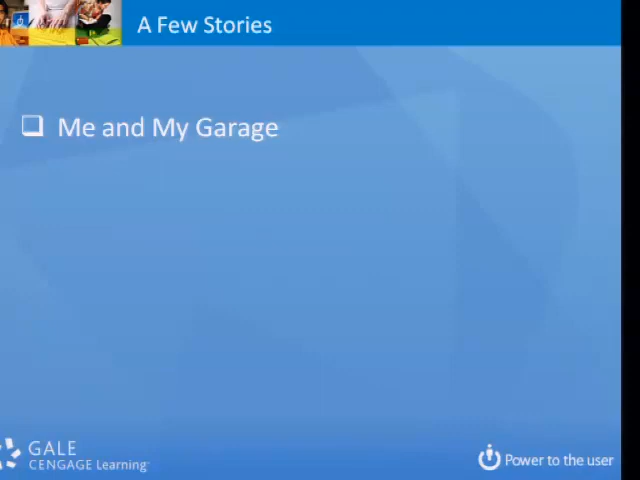 A Few Stories
Me and My Garage
GALE
CENGAGE Learning
Power to the user